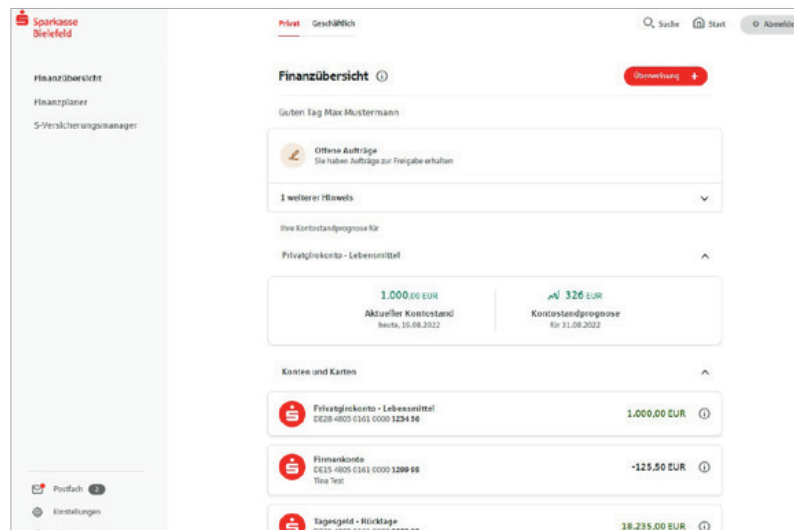 Sparkasse
Bielefeld
Privat Geschäftlich
Suche Start Abmelde
Finanzübersicht
Finanzplaner
S-Versicherungsmanager
Finanzübersicht
Überweisung +
Guten Tag Max Mustermann
Offene Aufträge
Sie haben Aufträge zur Freigabe erhalten
1 weiterer Hinweis
Ihre Kontostandprognose für
Privatgirokonto - Lebensmittel
1.000,00 EUR
Aktueller Kontostand
heute, 19.08.2022
326 EUR
Kontostandprognose
für 31.08.2022
Konten und Karten
Privatgirokonto - Lebensmittel
DE28 4805 0161 0000 1234 56
1.000,00 EUR
Firmenkonto
DE15 4805 0161 0000
Tina Test
-125,50 EUR
Tagesgeld - Rücklage
18.235,00 EUR
Postfach 2
Einstellungen